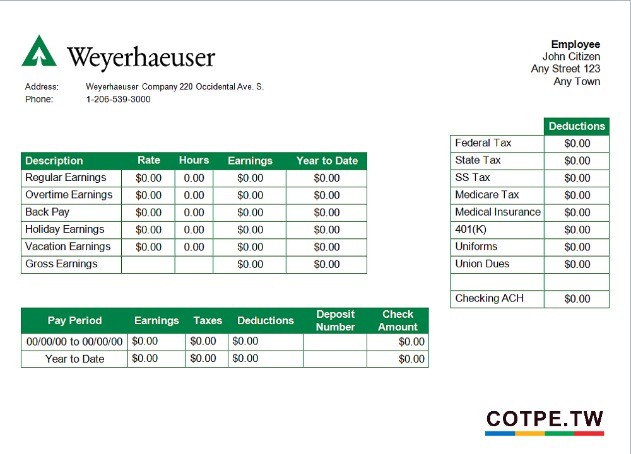 Weyerhaeuser
Address: Weyerhaeuser Company 220 Occidental Ave. S.
Phone: 1-206-539-3000
Employee
John Citizen
Any Street 123
Any Town
Deductions
Federal Tax $0.00
State Tax $0.00
SS Tax $0.00
Medicare Tax $0.00
Medical Insurance $0.00
401(K) $0.00
Uniforms $0.00
Union Dues $0.00
Checking ACH $0.00
Description Rate Hours Earnings Year to Date
Regular Earnings $0.00 0.00 $0.00 $0.00
Overtime Earnings $0.00 0.00 $0.00 $0.00
Back Pay $0.00 0.00 $0.00 $0.00
Holiday Earnings $0.00 0.00 $0.00 $0.00
Vacation Earnings $0.00 0.00 $0.00 $0.00
Gross Earnings $0.00 $0.00
Pay Period Earnings Taxes Deductions Deposit Number Check Amount
00/00/00 to 00/00/00 $0.00 $0.00 $0.00 $0.00
Year to Date $0.00 $0.00 $0.00 $0.00
COTPE.TW